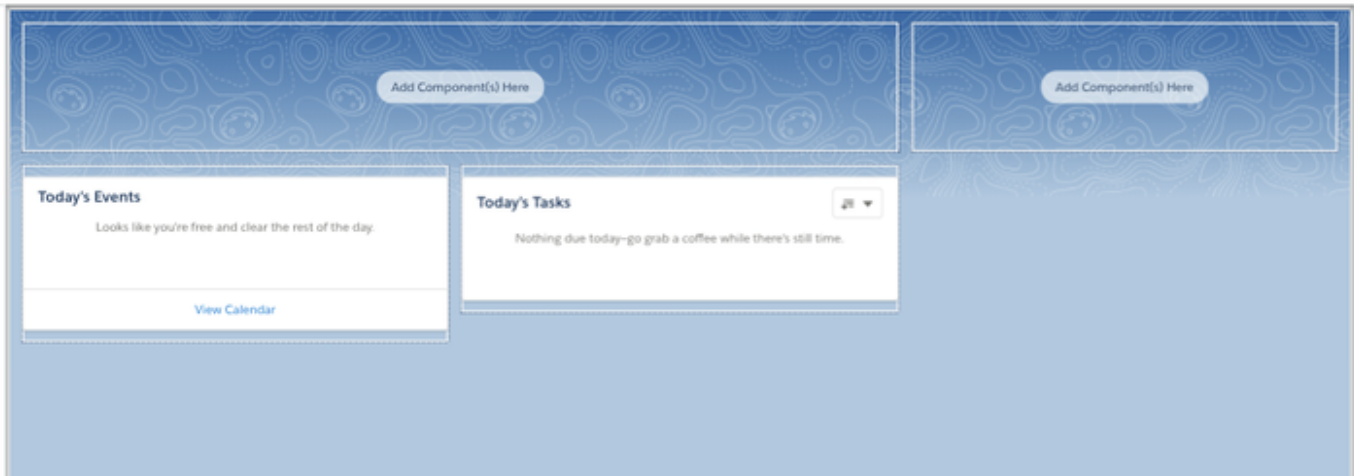 Add Component(s) Here
Add Component(s) Here
Today's Events
Looks like you're free and clear the rest of the day.
View Calendar
Today's Tasks
Nothing due today-go grab a coffee while there's still time.